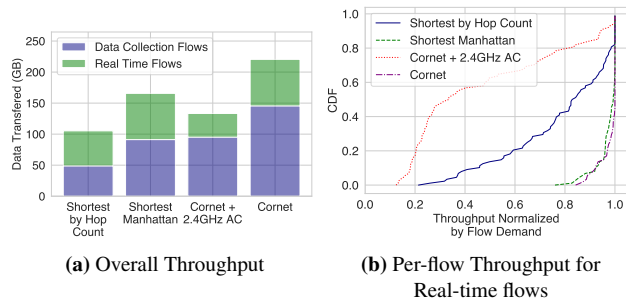 Data Transfered (GB)
250
200
150
100
50
0
Data Collection Flows
Real Time Flows
Shortest
by Hop
Count
Shortest
Manhattan
Cornet +
2.4GHz AC
Cornet
(a) Overall Throughput
CDF
1.0
0.8
0.6
0.4
0.2
0.0
Shortest by Hop Count
Shortest Manhattan
Cornet + 2.4GHz AC
Cornet
0.0 0.2 0.4 0.6 0.8 1.0
Throughput Normalized
by Flow Demand
(b) Per-flow Throughput for
Real-time flows